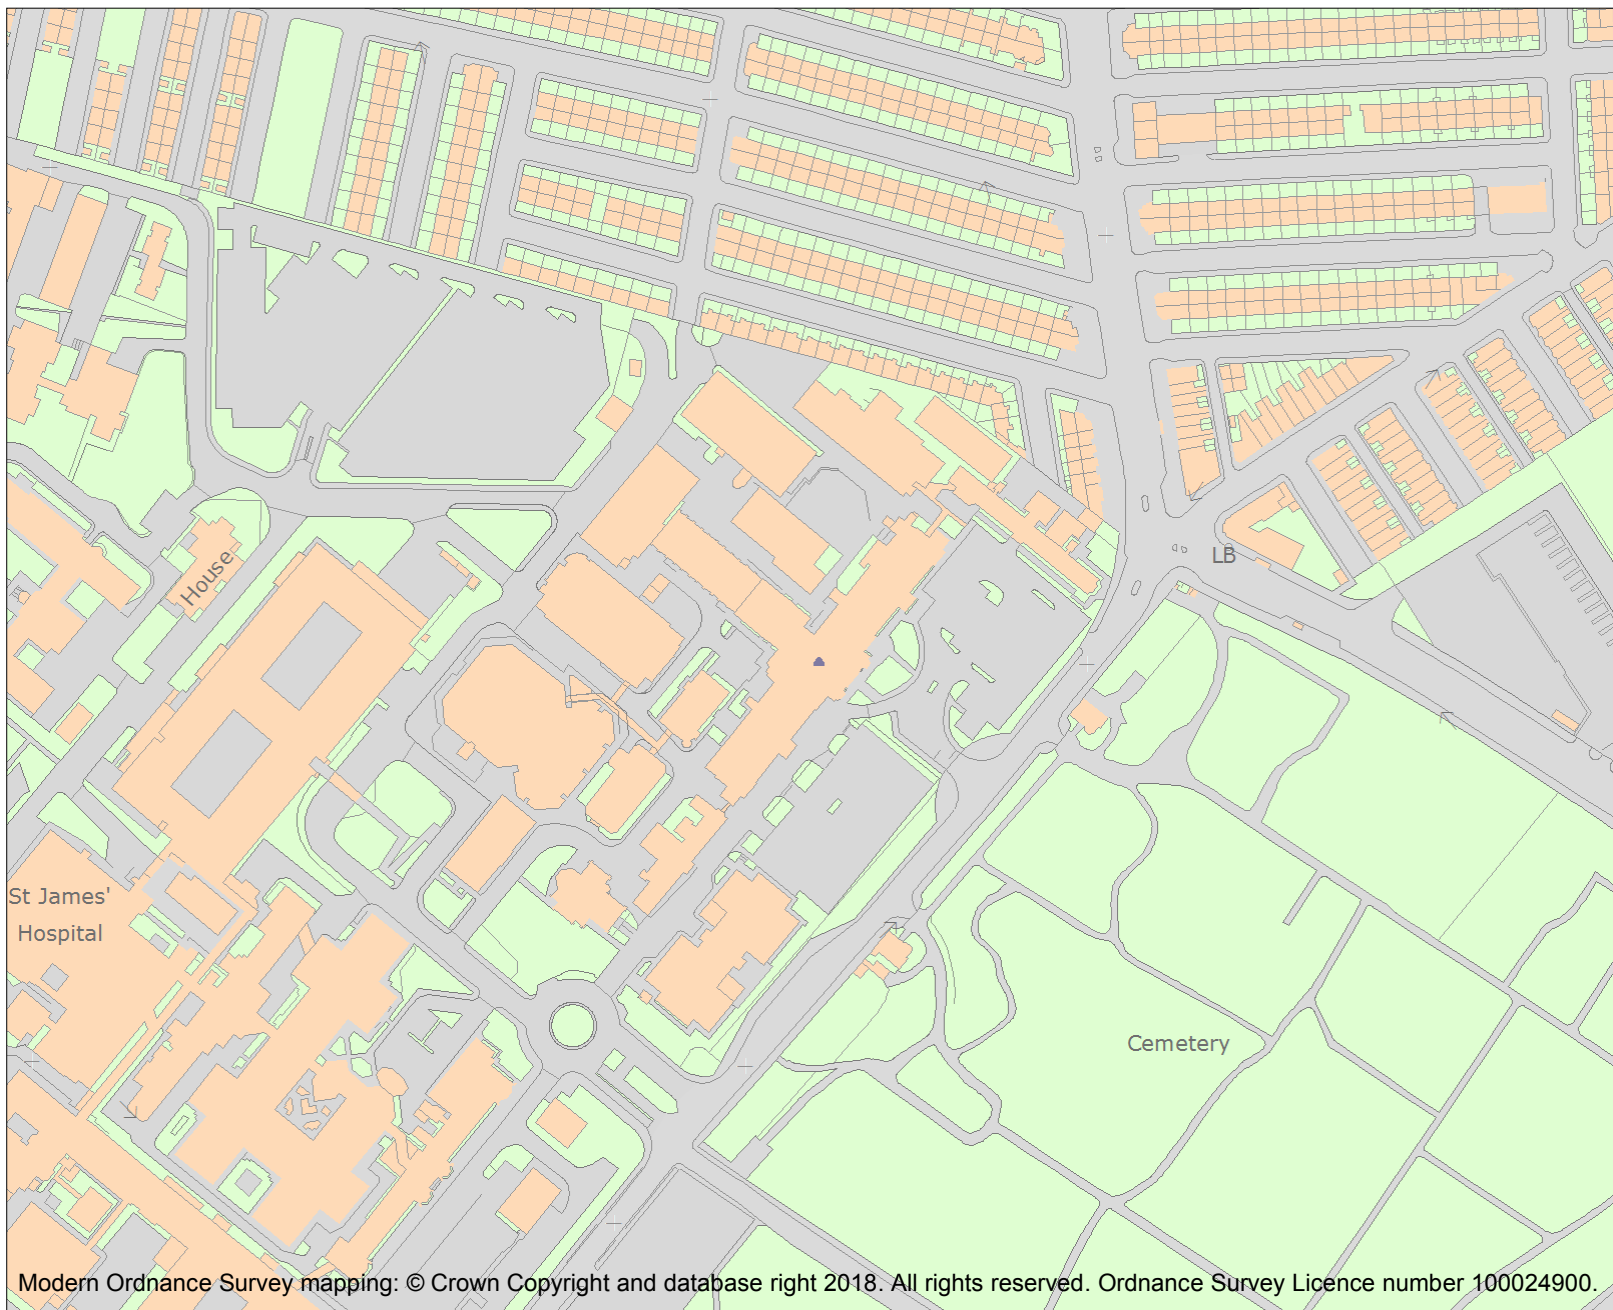 LB
House
St James'
Hospital
Cemetery
Modern Ordnance Survey mapping: © Crown Copyright and database right 2018. All rights reserved. Ordnance Survey Licence number 100024900.